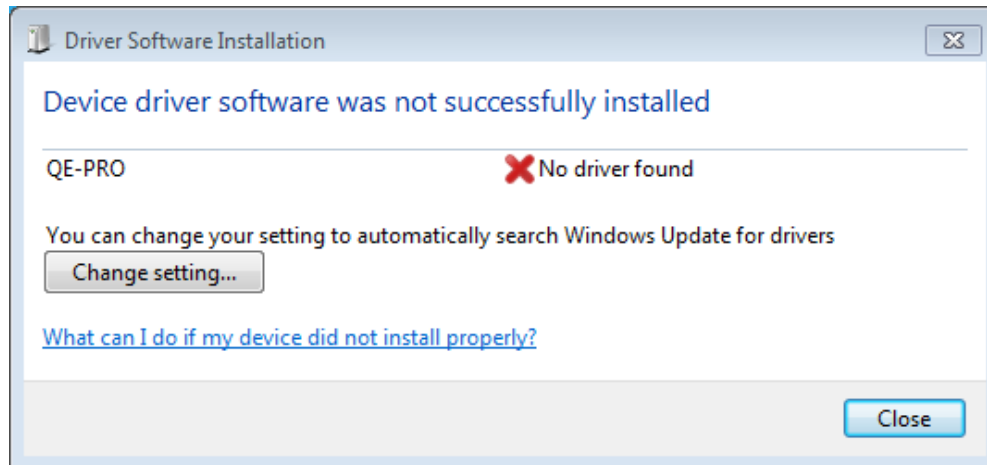 Driver Software Installation
Device driver software was not successfully installed
QE-PRO No driver found
You can change your setting to automatically search Windows Update for drivers
Change setting...
What can I do if my device did not install properly?
Close